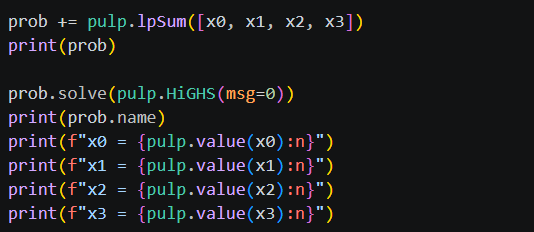 prob += pulp.lpSum([x0, x1, x2, x3])
print(prob)

prob.solve(pulp.HiGHS(msg=0))
print(prob.name)
print(f"x0 = {pulp.value(x0):n}")
print(f"x1 = {pulp.value(x1):n}")
print(f"x2 = {pulp.value(x2):n}")
print(f"x3 = {pulp.value(x3):n}")